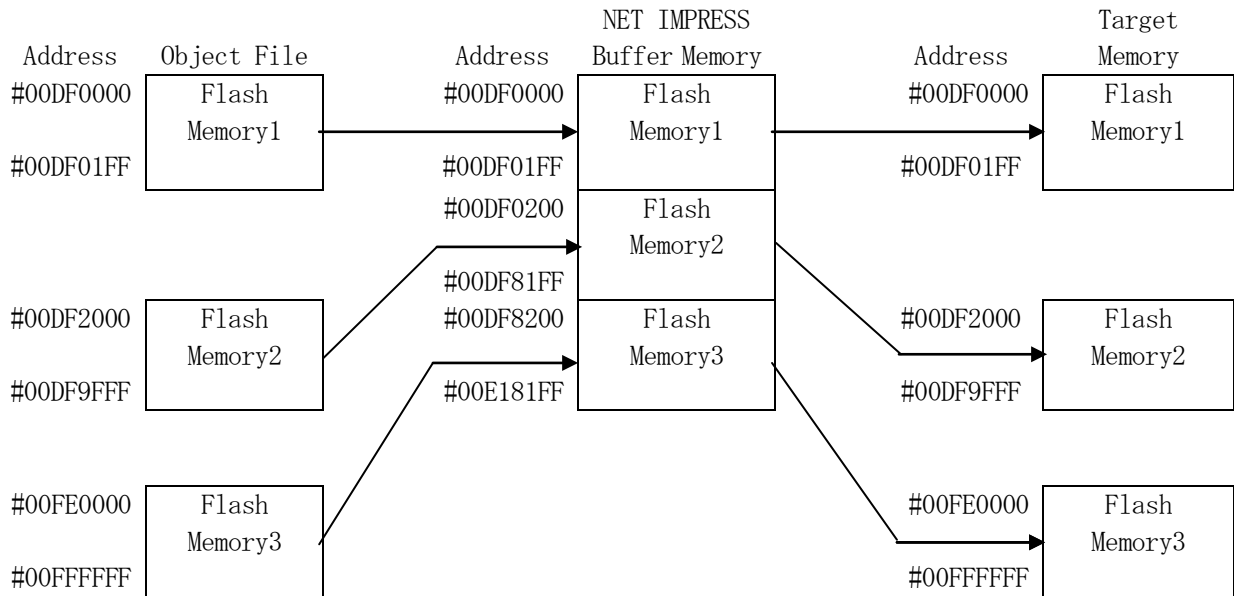 NET IMPRESS Target
Address Object File Address Buffer Memory Address Memory
#00DF0000 Flash #00DF0000 Flash #00DF0000 Flash
Memory1 Memory1 Memory1
#00DF01FF #00DF01FF #00DF01FF
#00DF0200 Flash
Memory2
#00DF81FF
#00DF2000 Flash #00DF8200 Flash #00DF2000 Flash
Memory2 Memory3 Memory2
#00DF9FFF #00E181FF #00DF9FFF
#00FE0000 Flash #00FE0000 Flash
Memory3 Memory3
#00FFFFFF #00FFFFFF